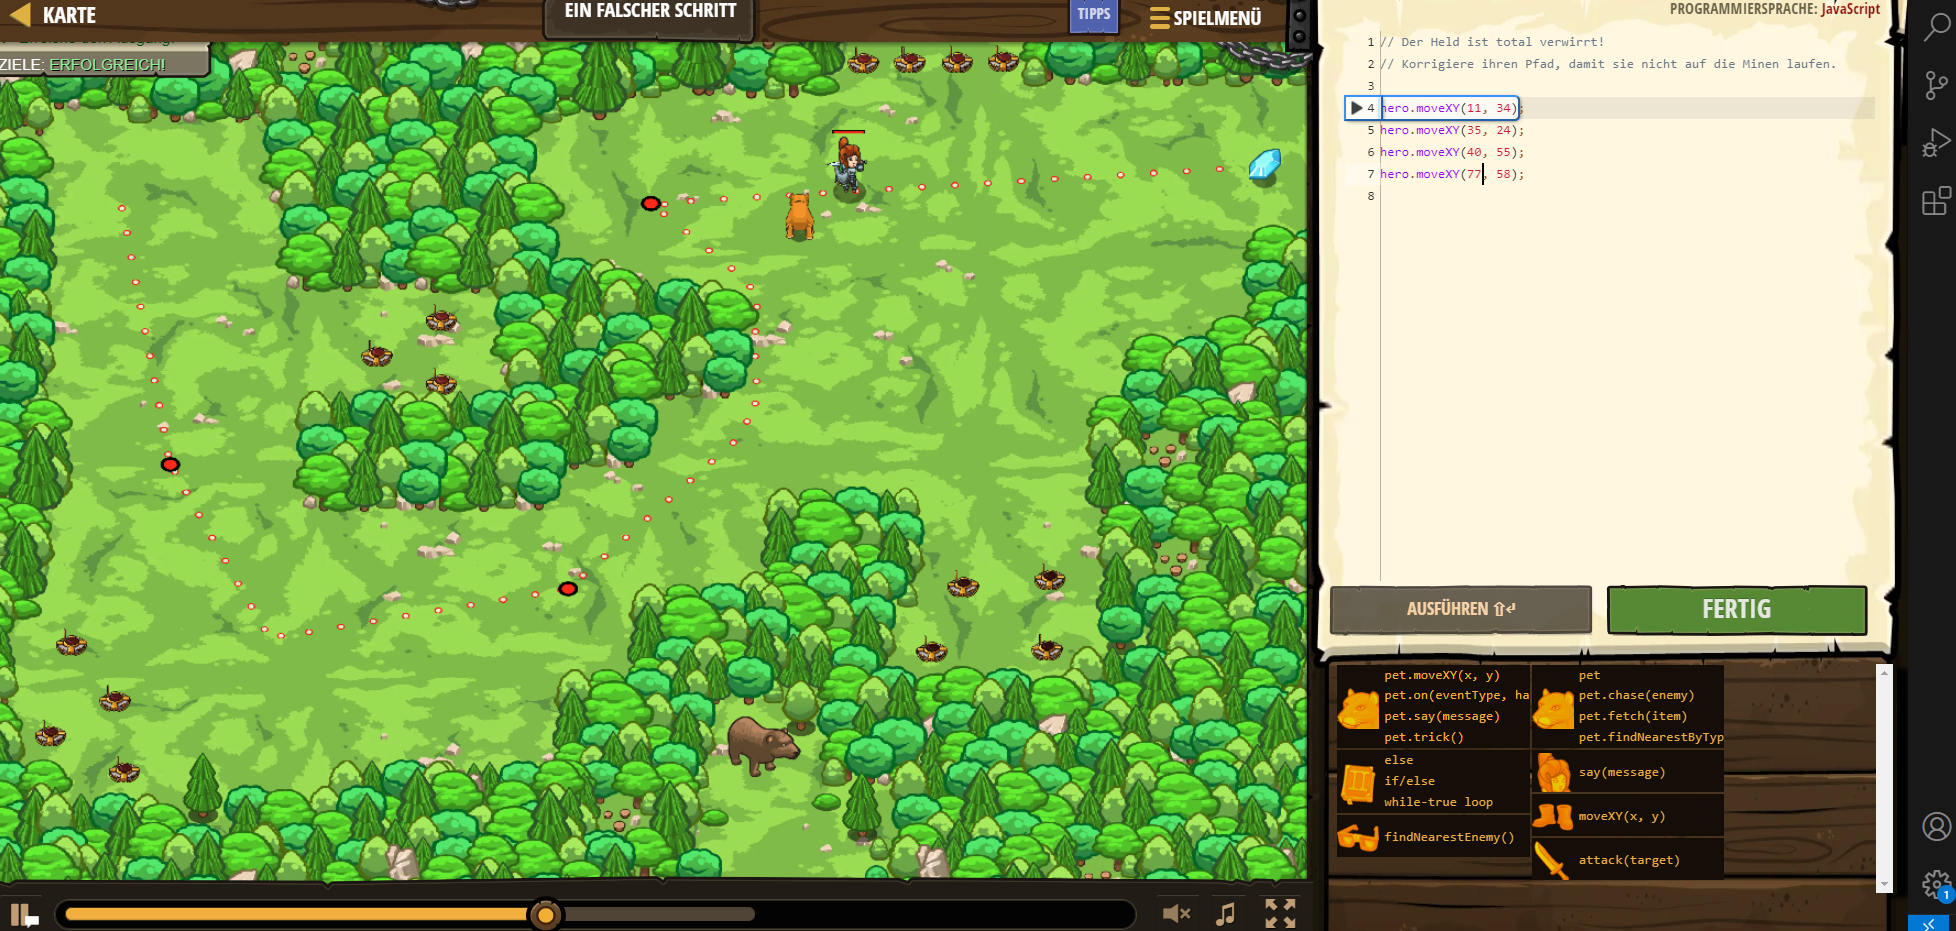 KARTE
EIN FALSCHER SCHRITT
Tipps
SPIELMENÜ
PROGRAMMIERSPRACHE: JavaScript
ZIELE: ERFOLGREICH!
1 // Der Held ist total verwirrt!
2 // Korrigiere ihren Pfad, damit sie nicht auf die Minen laufen.
3
4 hero.moveXY(11, 34);
5 hero.moveXY(35, 24);
6 hero.moveXY(40, 55);
7 hero.moveXY(77, 58);
8
AUSFÜHREN ⇧↵
FERTIG
pet.moveXY(x, y)
pet.on(eventType, ha
pet.say(message)
pet.trick()
else
if/else
while-true loop
findNearestEnemy()
pet
pet.chase(enemy)
pet.fetch(item)
pet.findNearestByTyp
say(message)
moveXY(x, y)
attack(target)
1